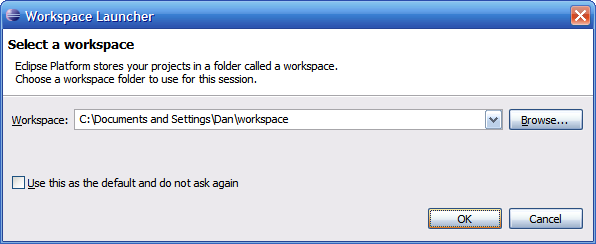 Workspace Launcher
Select a workspace
Eclipse Platform stores your projects in a folder called a workspace.
Choose a workspace folder to use for this session.
Workspace: C:\Documents and Settings\Dan\workspace Browse...
Use this as the default and do not ask again
OK Cancel